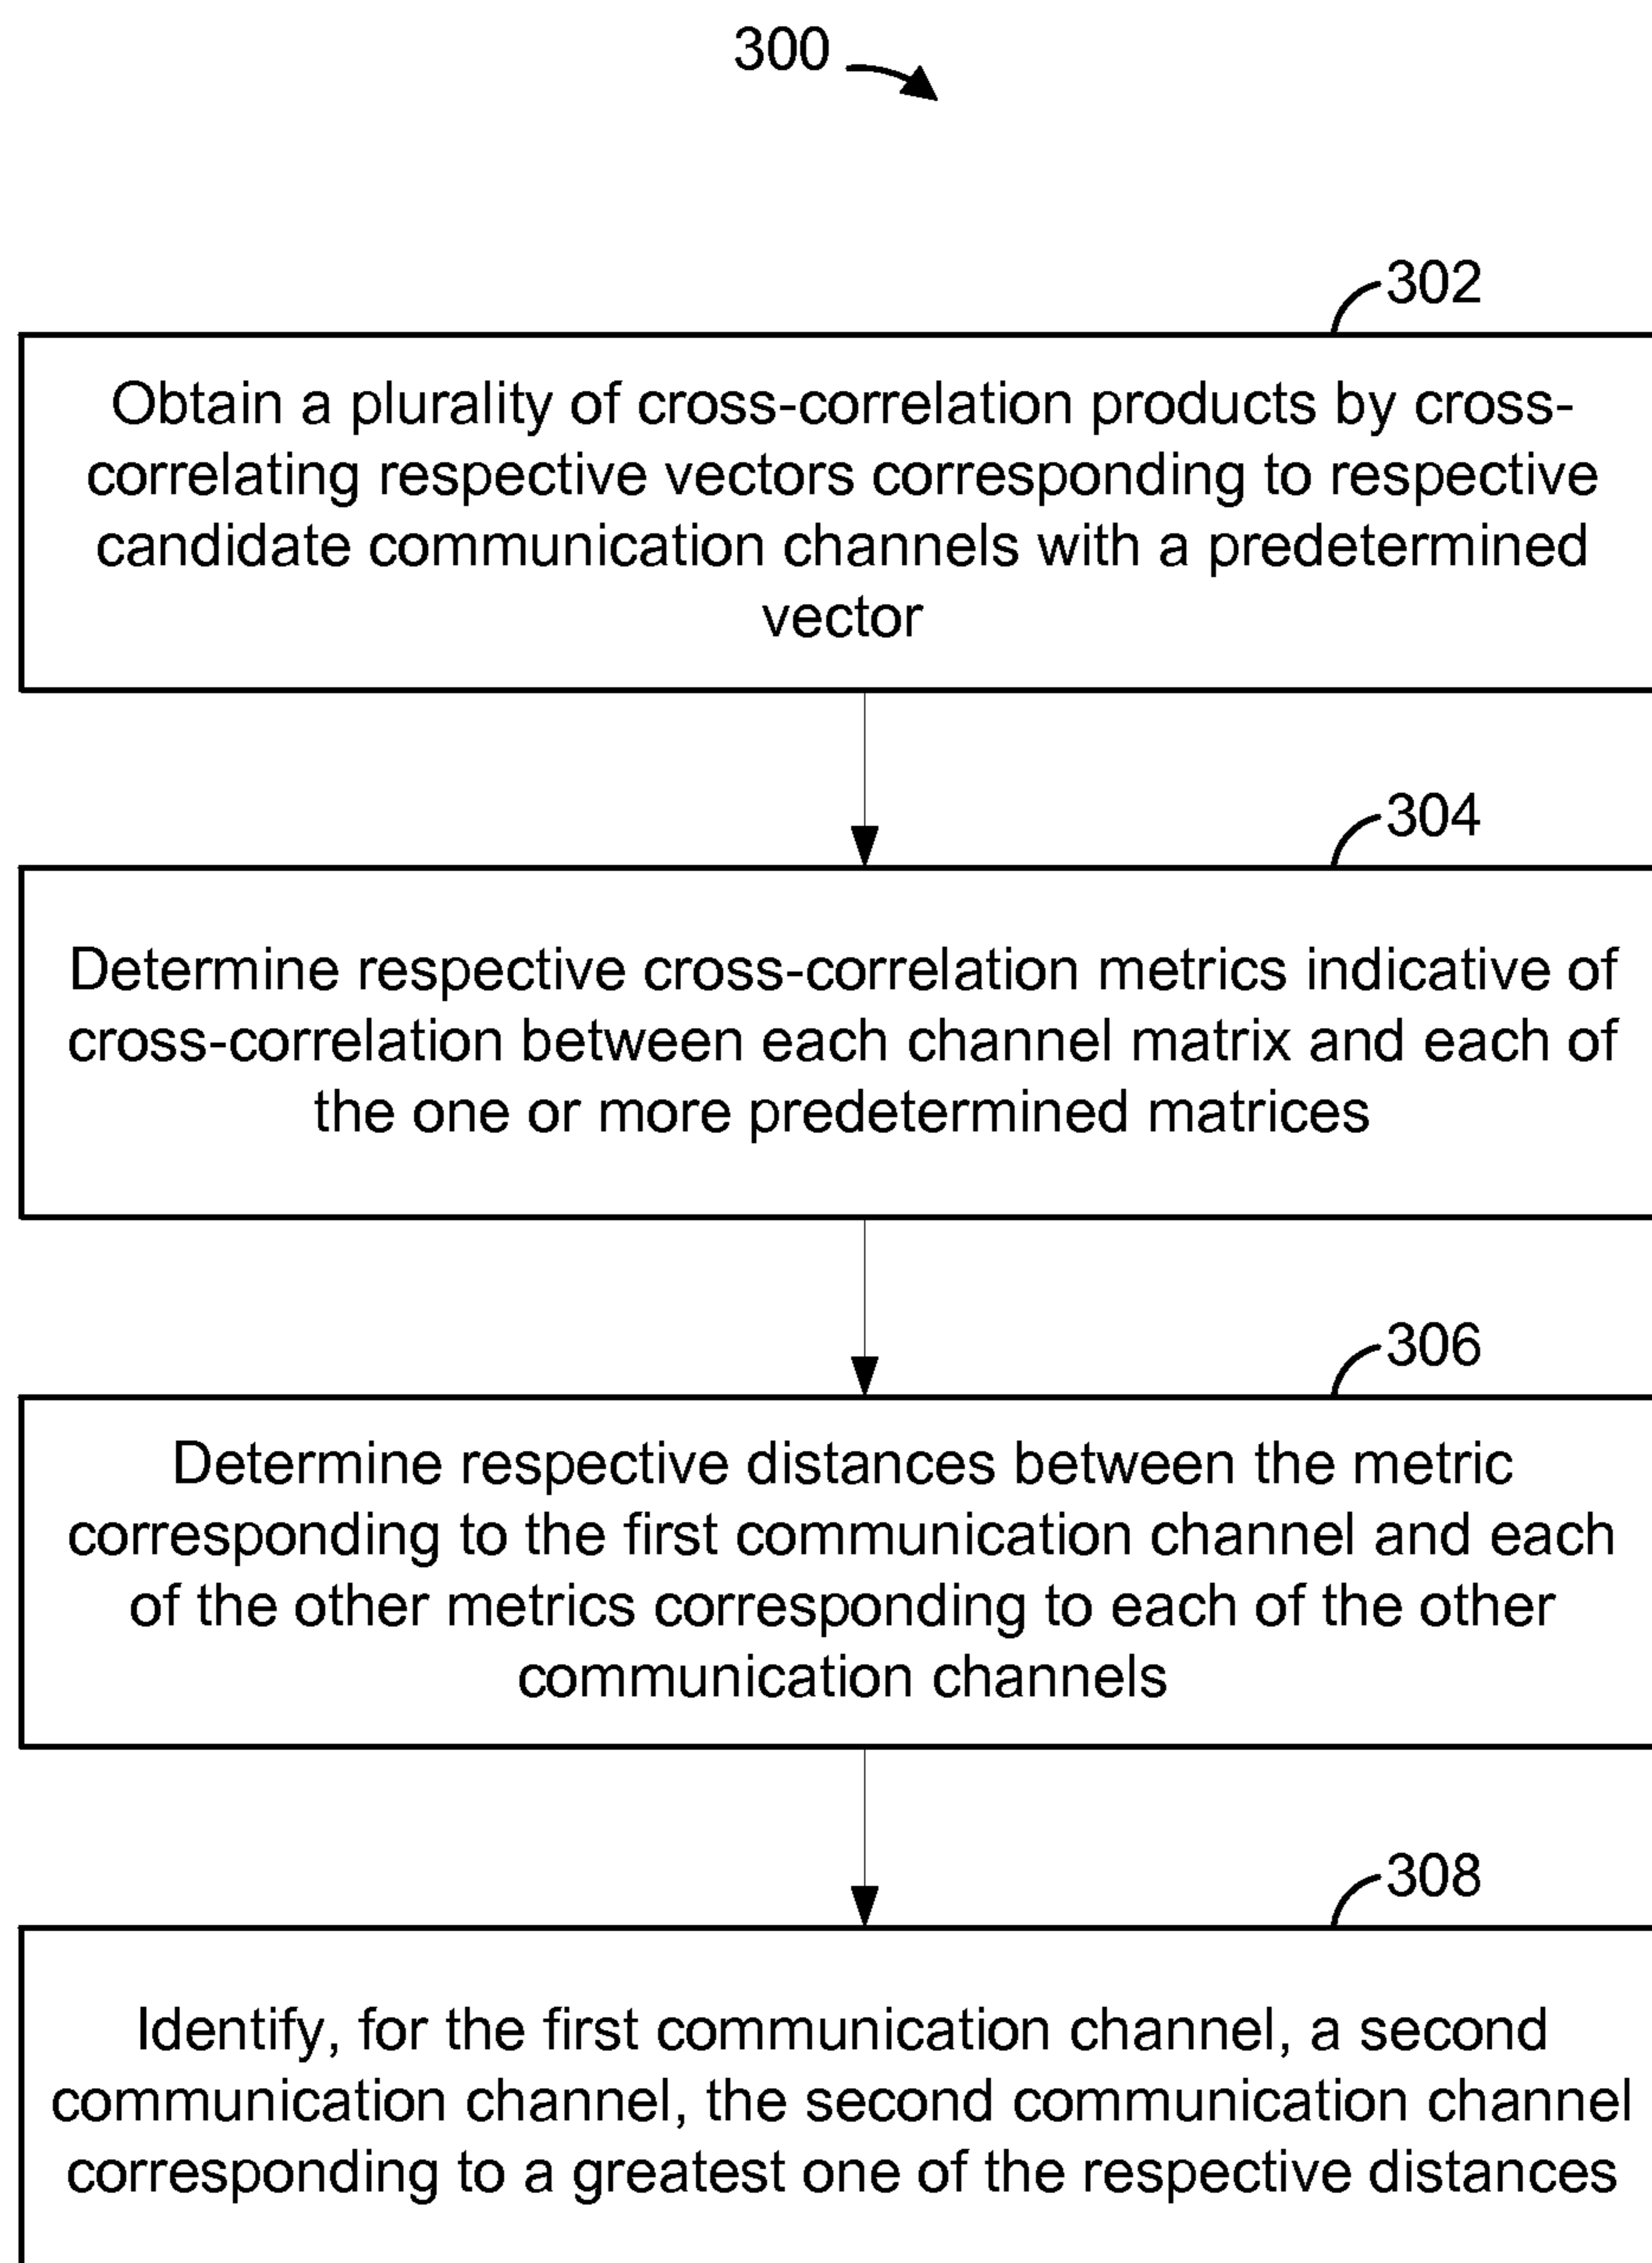 300
302
Obtain a plurality of cross-correlation products by cross-
correlating respective vectors corresponding to respective
candidate communication channels with a predetermined
vector
304
Determine respective cross-correlation metrics indicative of
cross-correlation between each channel matrix and each of
the one or more predetermined matrices
306
Determine respective distances between the metric
corresponding to the first communication channel and each
of the other metrics corresponding to each of the other
communication channels
308
Identify, for the first communication channel, a second
communication channel, the second communication channel
corresponding to a greatest one of the respective distances